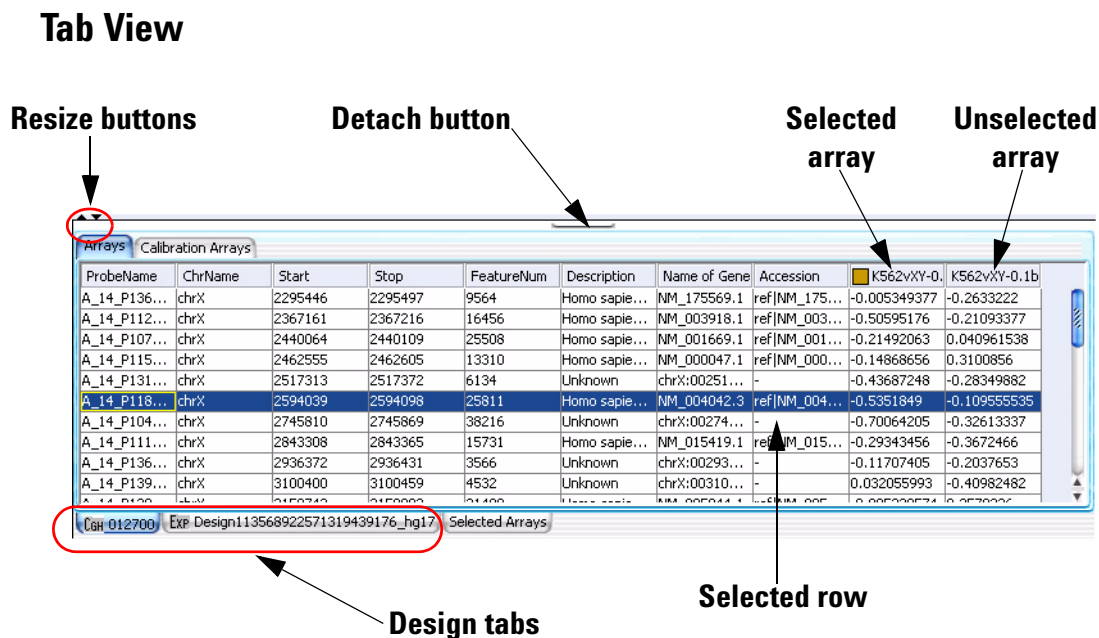 Tab View
Resize buttons Detach button Selected array Unselected array
Arrays Calibration Arrays
ProbeName ChrName Start Stop FeatureNum Description Name of Gene Accession K562vXY-0. K562vXY-0.1b
A_14_P136... chrX 2295446 2295497 9564 Homo sapie... NM_175569.1 ref|NM_175... -0.005349377 -0.2633222
A_14_P112... chrX 2367161 2367216 16456 Homo sapie... NM_003918.1 ref|NM_003... -0.50595176 -0.21093377
A_14_P107... chrX 2440064 2440109 25508 Homo sapie... NM_001669.1 ref|NM_001... -0.21492063 0.040961538
A_14_P115... chrX 2462555 2462605 13310 Homo sapie... NM_000047.1 ref|NM_000... -0.14868656 0.3100856
A_14_P131... chrX 2517313 2517372 6134 Unknown chrX:00251... - -0.43687248 -0.28349882
A_14_P118... chrX 2594039 2594098 25811 Homo sapie... NM_004042.3 ref|NM_004... -0.5351849 -0.109555535
A_14_P104... chrX 2745810 2745869 38216 Unknown chrX:00274... - -0.70064205 -0.32613337
A_14_P111... chrX 2843308 2843365 15731 Homo sapie... NM_015419.1 ref|NM_015... -0.29343456 -0.3672466
A_14_P136... chrX 2936372 2936431 3566 Unknown chrX:00293... - -0.11707405 -0.2037653
A_14_P139... chrX 3100400 3100459 4532 Unknown chrX:00310... - 0.032055993 -0.40982482
CGH 012700 EXP Design113568922571319439176_hg17 Selected Arrays
Selected row
Design tabs